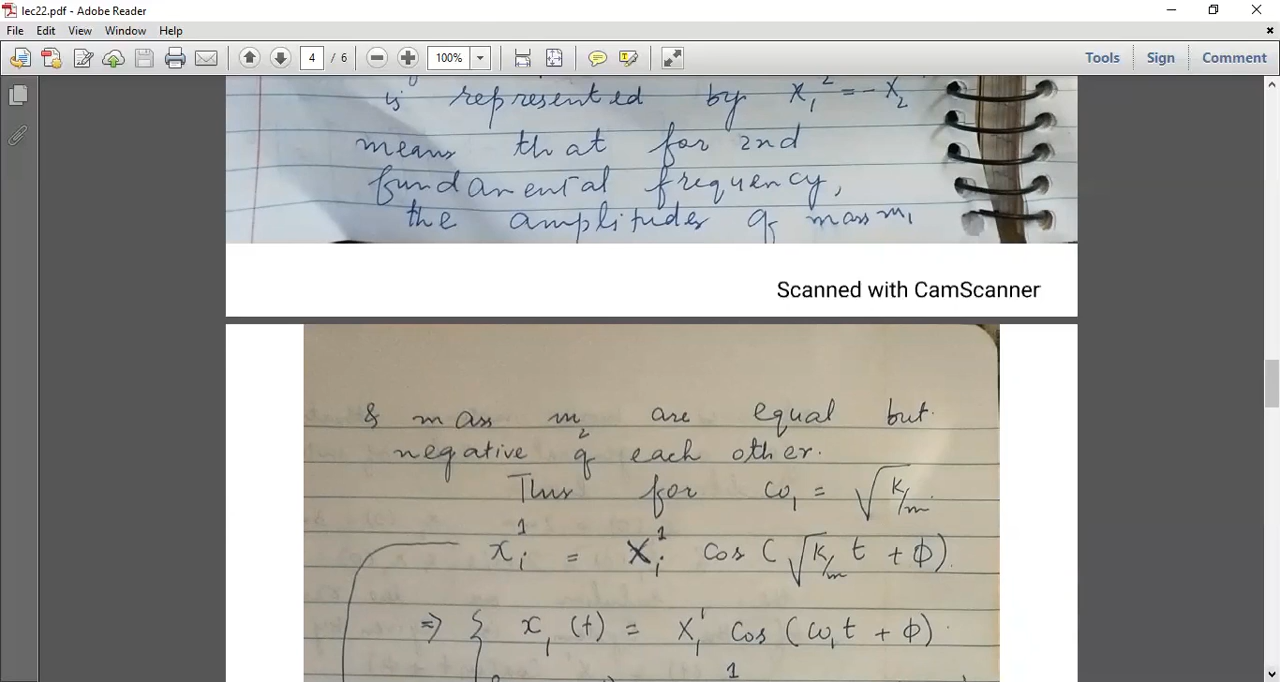 lec22.pdf - Adobe Reader
File Edit View Window Help
4 / 6 100% Tools Sign Comment
is represented by X₁² = - X₂
means that for 2nd
fundamental frequency,
the amplitudes of mass m₁
Scanned with CamScanner
& mass m₂ are equal but
negative of each other.
Thus for ω₁ = √k/m
xᵢ¹ = Xᵢ¹ cos (√k/m t + ϕ)
⇒ { x₁ (t) = X₁¹ cos (ω₁t + ϕ)